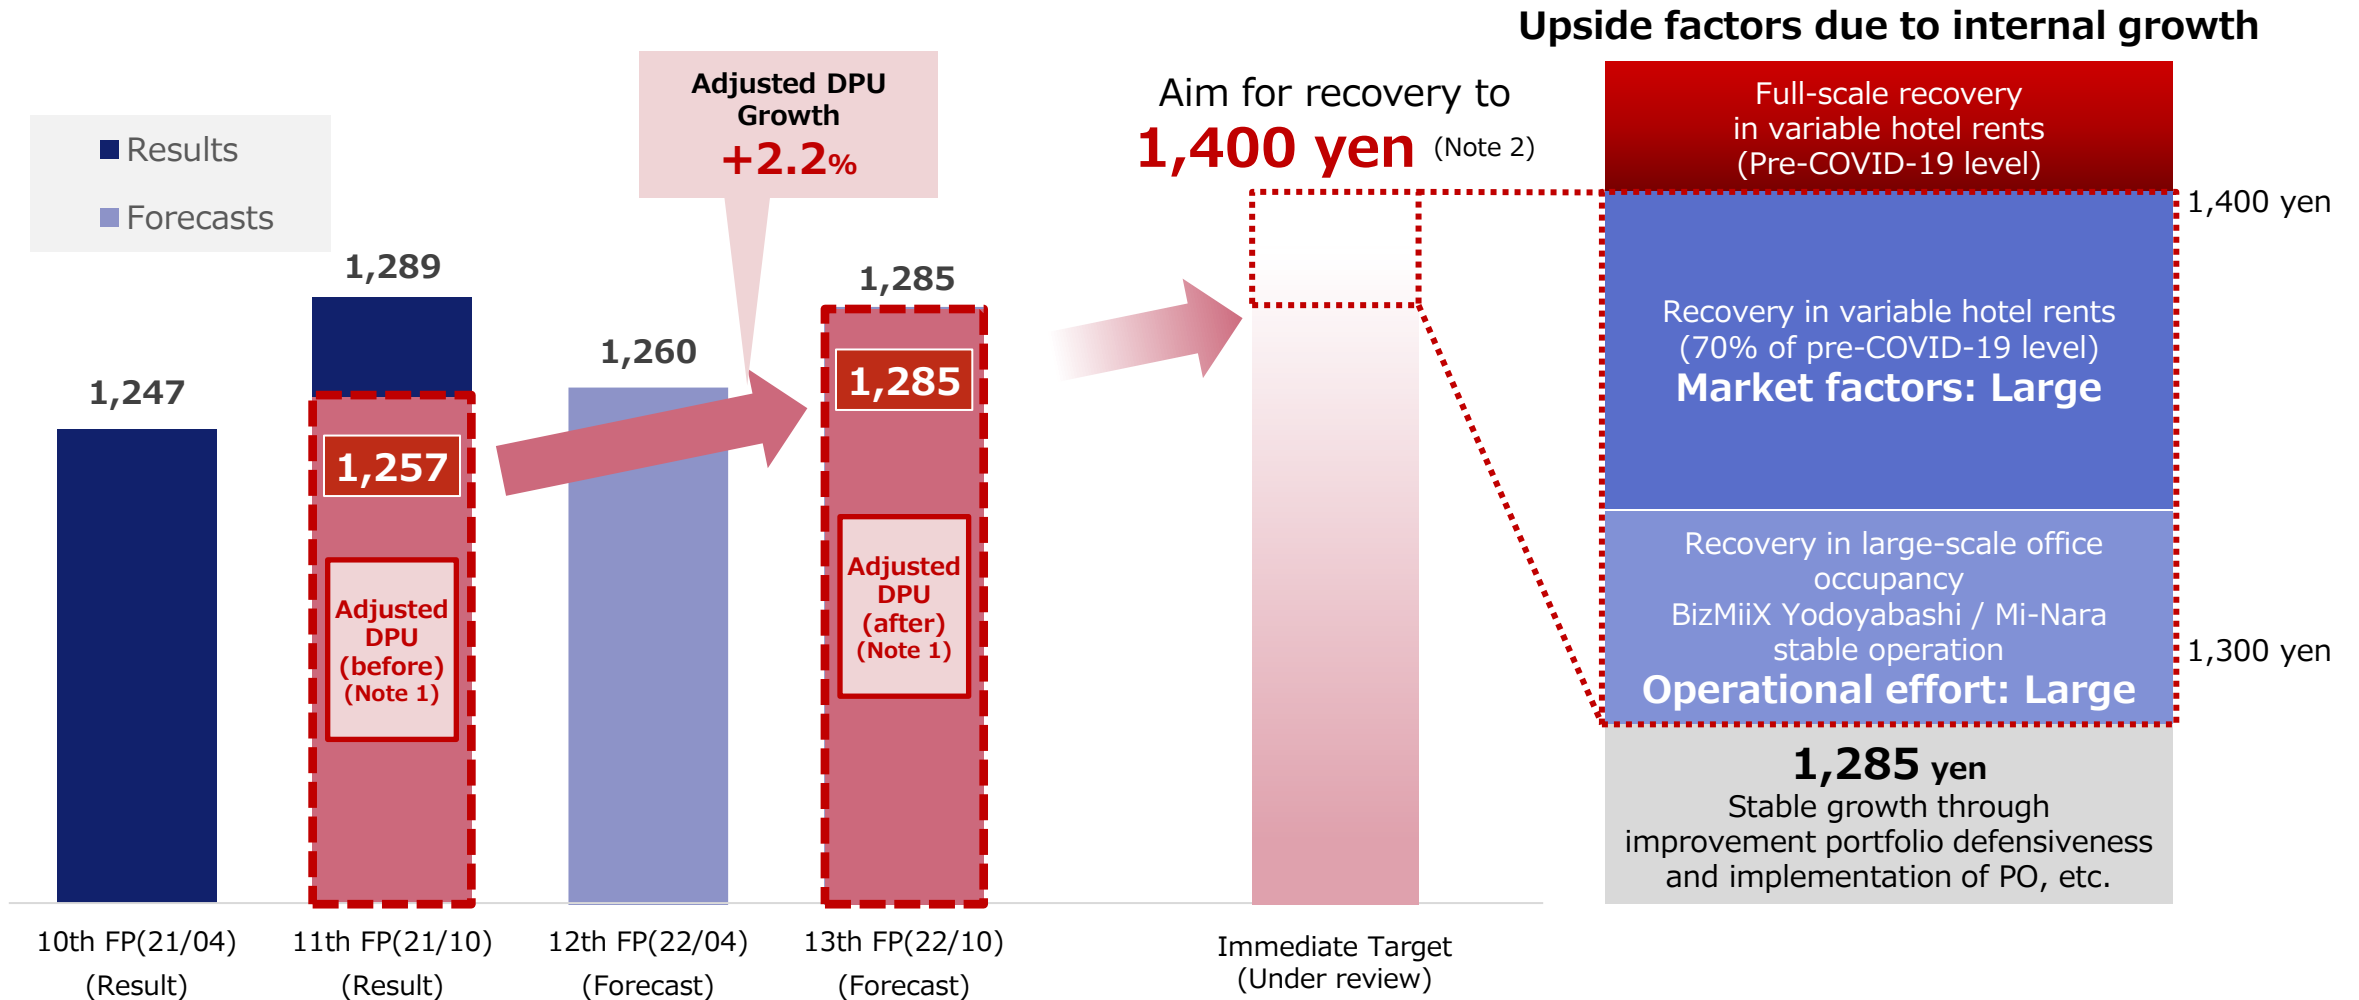 Upside factors due to internal growth
Results
Forecasts
Adjusted DPU
Growth
+2.2%
Aim for recovery to
1,400 yen (Note 2)
1,247
1,289
1,257
Adjusted
DPU
(before)
(Note 1)
1,260
1,285
1,285
Adjusted
DPU
(after)
(Note 1)
Full-scale recovery
in variable hotel rents
(Pre-COVID-19 level)
1,400 yen
Recovery in variable hotel rents
(70% of pre-COVID-19 level)
Market factors: Large
Recovery in large-scale office
occupancy
BizMiiX Yodoyabashi / Mi-Nara
stable operation
Operational effort: Large
1,300 yen
1,285 yen
Stable growth through
improvement portfolio defensiveness
and implementation of PO, etc.
10th FP(21/04)
(Result)
11th FP(21/10)
(Result)
12th FP(22/04)
(Forecast)
13th FP(22/10)
(Forecast)
Immediate Target
(Under review)